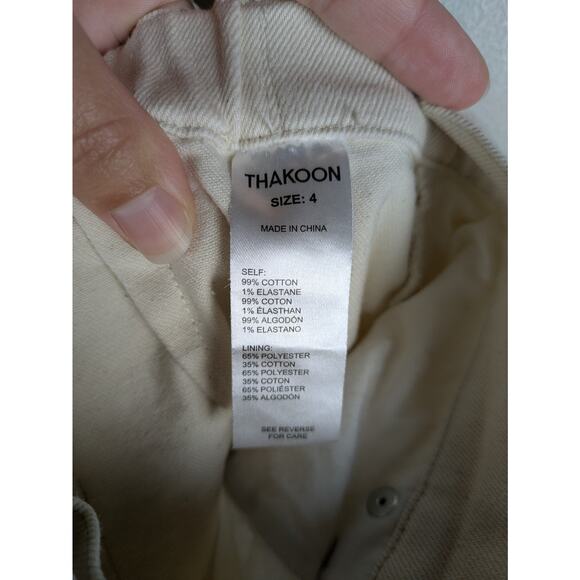 THAKOON
SIZE: 4
MADE IN CHINA
SELF:
99% COTTON
1% ELASTANE
99% COTON
1% ÉLASTHAN
99% ALGODÓN
1% ELASTANO
LINING:
65% POLYESTER
35% COTTON
65% POLYESTER
35% COTON
65% POLIÉSTER
35% ALGODÓN
SEE REVERSE
FOR CARE